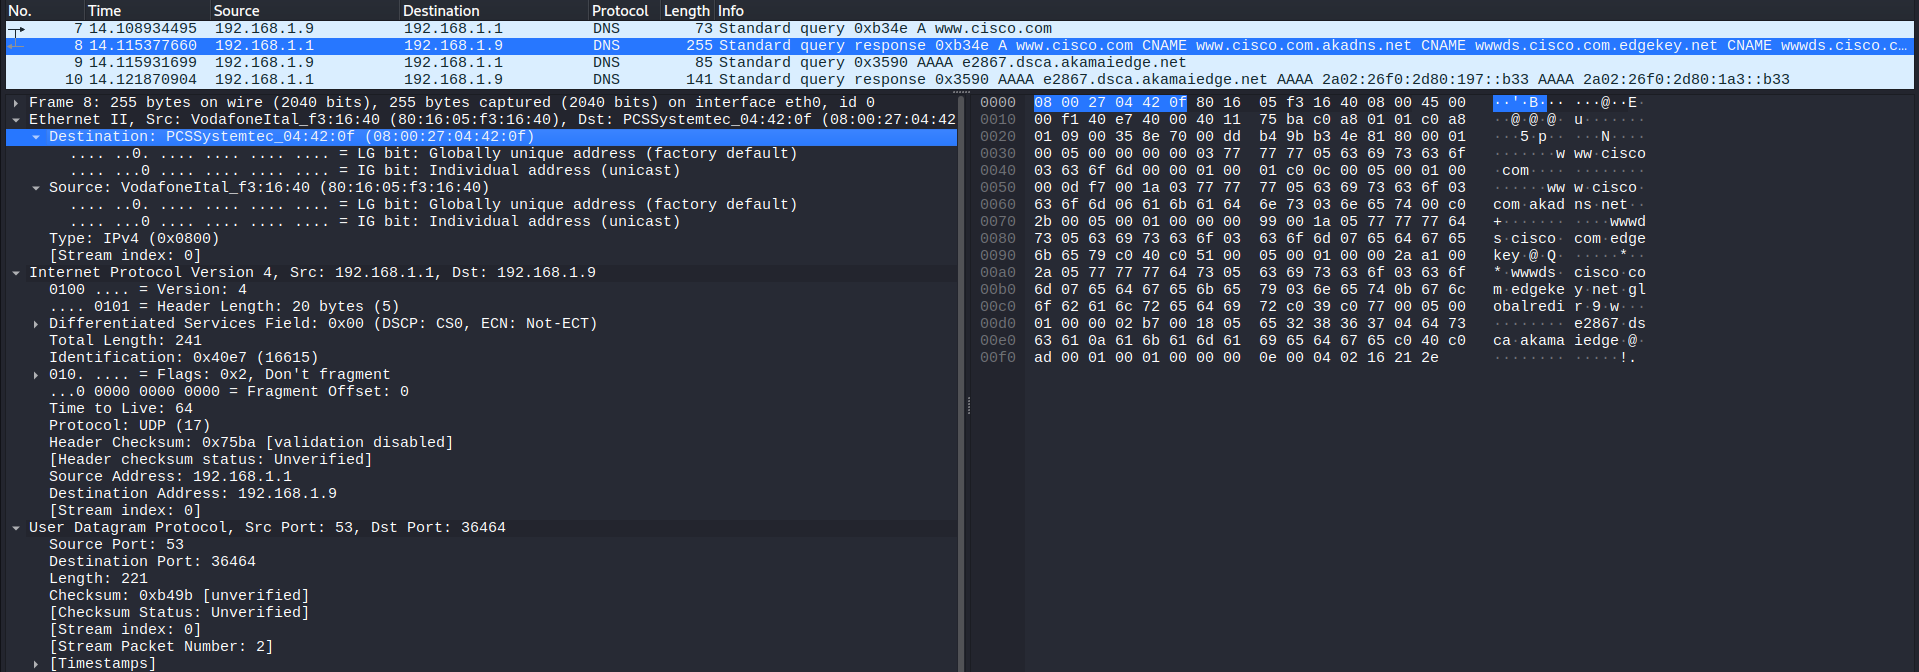 No. Time Source Destination Protocol Length Info
7 14.108934495 192.168.1.9 192.168.1.1 DNS 73 Standard query 0xb34e A www.cisco.com
8 14.115377660 192.168.1.1 192.168.1.9 DNS 255 Standard query response 0xb34e A www.cisco.com CNAME www.cisco.com.akadns.net CNAME wwwds.cisco.com.edgekey.net CNAME wwwds.cisco.c…
9 14.115931699 192.168.1.9 192.168.1.1 DNS 85 Standard query 0x3590 AAAA e2867.dsca.akamaiedge.net
10 14.121870904 192.168.1.1 192.168.1.9 DNS 141 Standard query response 0x3590 AAAA e2867.dsca.akamaiedge.net AAAA 2a02:26f0:2d80:197::b33 AAAA 2a02:26f0:2d80:1a3::b33
Frame 8: 255 bytes on wire (2040 bits), 255 bytes captured (2040 bits) on interface eth0, id 0
Ethernet II, Src: VodafoneItal_f3:16:40 (80:16:05:f3:16:40), Dst: PCSSystemtec_04:42:0f (08:00:27:04:42
Destination: PCSSystemtec_04:42:0f (08:00:27:04:42:0f)
.... ..0. .... .... .... .... = LG bit: Globally unique address (factory default)
.... ...0 .... .... .... .... = IG bit: Individual address (unicast)
Source: VodafoneItal_f3:16:40 (80:16:05:f3:16:40)
.... ..0. .... .... .... .... = LG bit: Globally unique address (factory default)
.... ...0 .... .... .... .... = IG bit: Individual address (unicast)
Type: IPv4 (0x0800)
[Stream index: 0]
Internet Protocol Version 4, Src: 192.168.1.1, Dst: 192.168.1.9
0100 .... = Version: 4
.... 0101 = Header Length: 20 bytes (5)
Differentiated Services Field: 0x00 (DSCP: CS0, ECN: Not-ECT)
Total Length: 241
Identification: 0x40e7 (16615)
010. .... = Flags: 0x2, Don't fragment
...0 0000 0000 0000 = Fragment Offset: 0
Time to Live: 64
Protocol: UDP (17)
Header Checksum: 0x75ba [validation disabled]
[Header checksum status: Unverified]
Source Address: 192.168.1.1
Destination Address: 192.168.1.9
[Stream index: 0]
User Datagram Protocol, Src Port: 53, Dst Port: 36464
Source Port: 53
Destination Port: 36464
Length: 221
Checksum: 0xb49b [unverified]
[Checksum Status: Unverified]
[Stream index: 0]
[Stream Packet Number: 2]
[Timestamps]
0000 08 00 27 04 42 0f 80 16 05 f3 16 40 08 00 45 00 ··'·B··· ···@··E·
0010 00 f1 40 e7 40 00 40 11 75 ba c0 a8 01 01 c0 a8 ··@·@·@· u·······
0020 01 09 00 35 8e 70 00 dd b4 9b b3 4e 81 80 00 01 ···5·p·· ···N····
0030 00 05 00 00 00 00 03 77 77 77 05 63 69 73 63 6f ·······w ww·cisco
0040 03 63 6f 6d 00 00 01 00 01 c0 0c 00 05 00 01 00 ·com···· ········
0050 00 0d f7 00 1a 03 77 77 77 05 63 69 73 63 6f 03 ······ww w·cisco·
0060 63 6f 6d 06 61 6b 61 64 6e 73 03 6e 65 74 00 c0 com·akad ns·net··
0070 2b 00 05 00 01 00 00 00 99 00 1a 05 77 77 77 64 +······· ····wwwd
0080 73 05 63 69 73 63 6f 03 63 6f 6d 07 65 64 67 65 s·cisco· com·edge
0090 6b 65 79 c0 40 c0 51 00 05 00 01 00 00 2a a1 00 key·@·Q· ·····*··
00a0 2a 05 77 77 77 64 73 05 63 69 73 63 6f 03 63 6f *·wwwds· cisco·co
00b0 6d 07 65 64 67 65 6b 65 79 03 6e 65 74 0b 67 6c m·edgeke y·net·gl
00c0 6f 62 61 6c 72 65 64 69 72 c0 39 c0 77 00 05 00 obalredi r·9·w···
00d0 01 00 00 02 b7 00 18 05 65 32 38 36 37 04 64 73 ········ e2867·ds
00e0 63 61 0a 61 6b 61 6d 61 69 65 64 67 65 c0 40 c0 ca·akama iedge·@·
00f0 ad 00 01 00 01 00 00 00 0e 00 04 02 16 21 2e ········ ·····!.